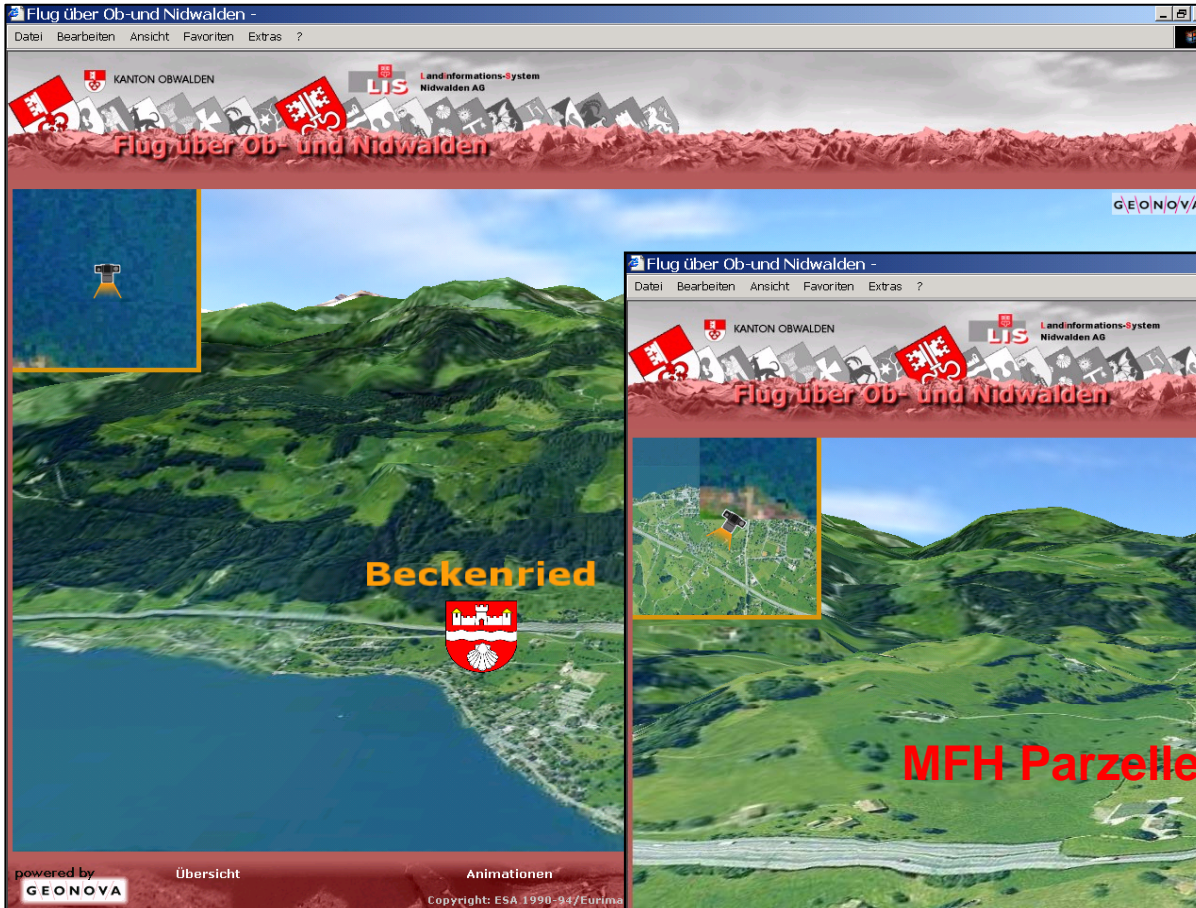 Flug über Ob-und Nidwalden -
Datei Bearbeiten Ansicht Favoriten Extras ?
KANTON OBWALDEN
LIS
LandInformations-System
Nidwalden AG
Flug über Ob- und Nidwalden
GEONOVA
Beckenried
powered by
GEONOVA
Übersicht
Animationen
Copyright: ESA 1990-94/Eurima
Flug über Ob-und Nidwalden -
Datei Bearbeiten Ansicht Favoriten Extras ?
KANTON OBWALDEN
LIS
LandInformations-System
Nidwalden AG
Flug über Ob- und Nidwalden
MFH Parzelle